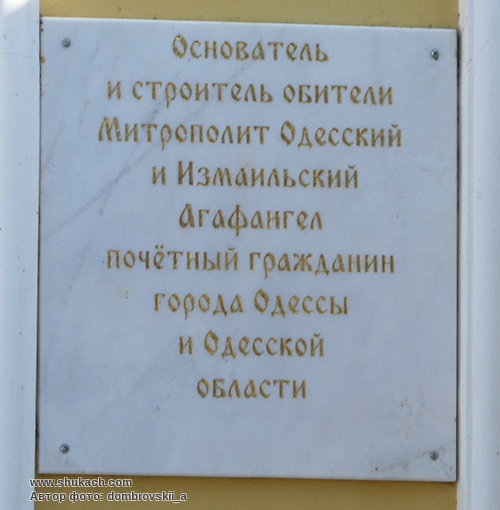 Основатель
и строитель обители
Митрополит Одесский
и Измаильский
Агафангел
почётный гражданин
города Одессы
и Одесской
области
www.shukach.com
Автор фото: dombrovskii_a